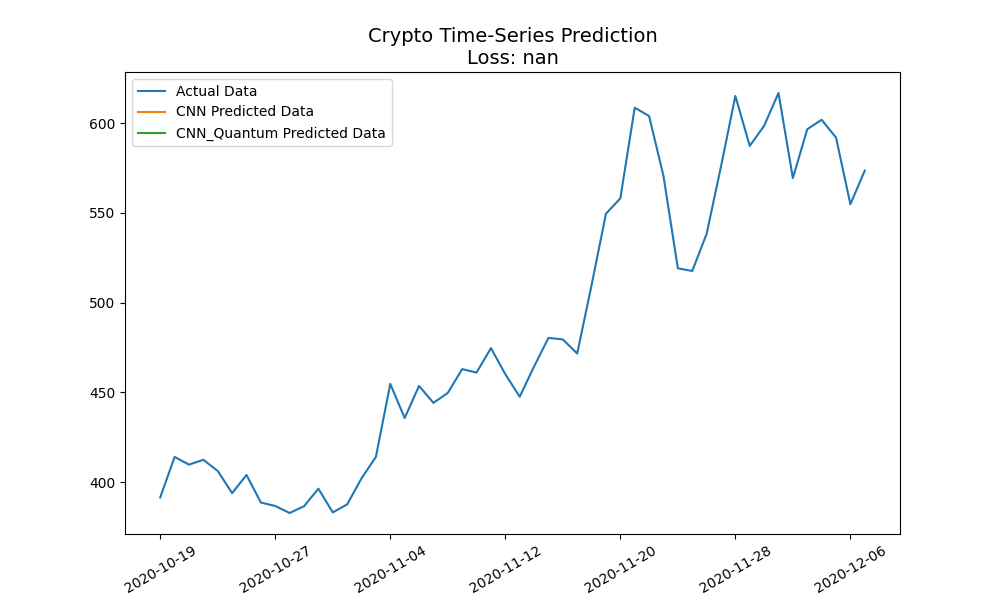 Crypto Time-Series Prediction
Loss: nan
Actual Data
CNN Predicted Data
CNN_Quantum Predicted Data
600
550
500
450
400
2020-10-19
2020-10-27
2020-11-04
2020-11-12
2020-11-20
2020-11-28
2020-12-06